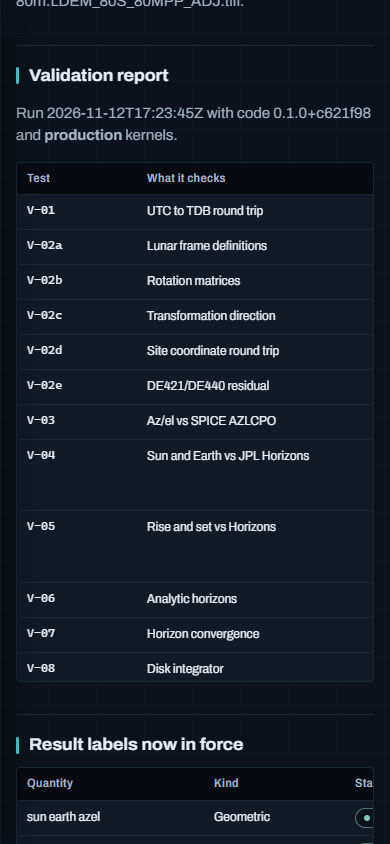 80m.LDEM_80S_80MPP_ADJ.tiff.
Validation report
Run 2026-11-12T17:23:45Z with code 0.1.0+c621f98
and production kernels.
Test What it checks
V-01 UTC to TDB round trip
V-02a Lunar frame definitions
V-02b Rotation matrices
V-02c Transformation direction
V-02d Site coordinate round trip
V-02e DE421/DE440 residual
V-03 Az/el vs SPICE AZLCPO
V-04 Sun and Earth vs JPL Horizons
V-05 Rise and set vs Horizons
V-06 Analytic horizons
V-07 Horizon convergence
V-08 Disk integrator
Result labels now in force
Quantity Kind Sta
sun earth azel Geometric